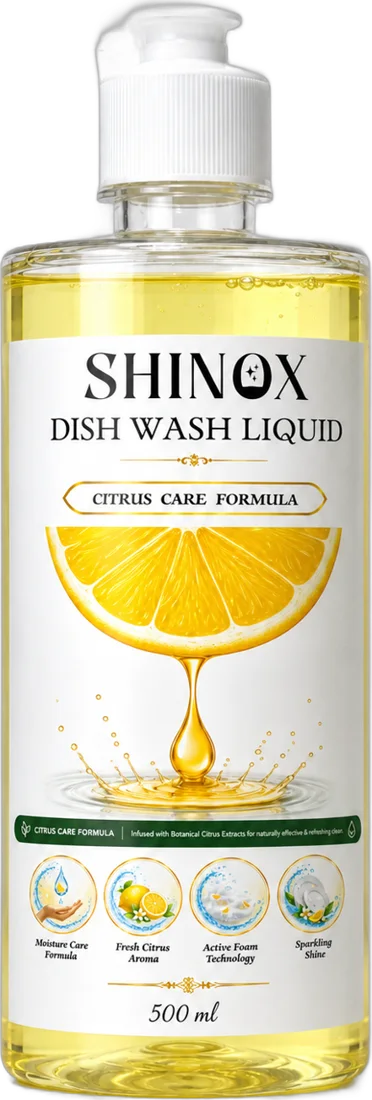 SHINOX
DISH WASH LIQUID
CITRUS CARE FORMULA
CITRUS CARE FORMULA | Infused with Botanical Citrus Extracts for naturally effective & refreshing clean.
Moisture Care
Formula
Fresh Citrus
Aroma
Active Foam
Technology
Sparkling
Shine
500 ml